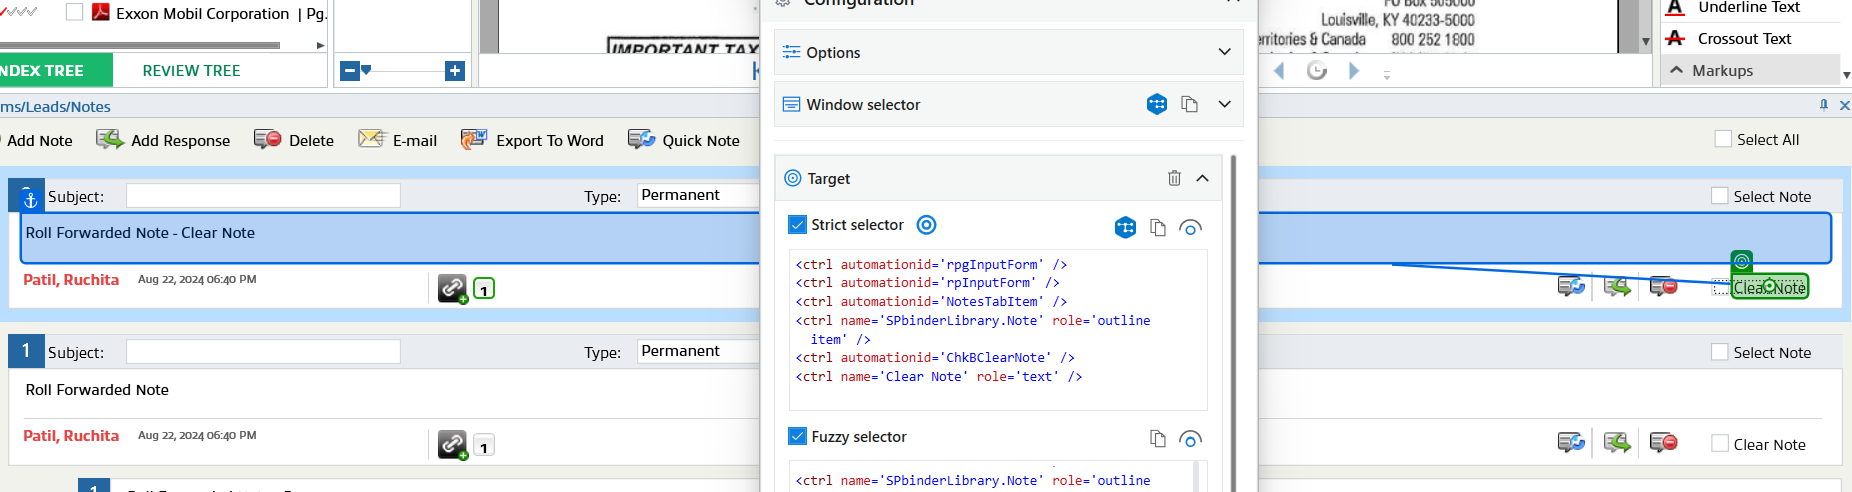 Exxon Mobil Corporation | Pg.
INDEX TREE
REVIEW TREE
IMPORTANT TAX
Configuration
PO Box 505000
Louisville, KY 40233-5000
800 252 1800
Underline Text
Crossout Text
Markups
Options
Window selector
ms/Leads/Notes
Add Note
Add Response
Delete
E-mail
Export To Word
Quick Note
Select All
Target
Subject:
Type:
Permanent
Select Note
Strict selector
Roll Forwarded Note - Clear Note
<ctrl automationid='rpgInputForm' />
<ctrl automationid='rpInputForm' />
<ctrl automationid='NotesTabItem' />
<ctrl name='SPbinderLibrary.Note' role='outline
item' />
<ctrl automationid='ChkBClearNote' />
<ctrl name='Clear Note' role='text' />
Patil, Ruchita
Aug 22, 2024 06:40 PM
1
Clear Note
1
Subject:
Type:
Permanent
Select Note
Roll Forwarded Note
Fuzzy selector
Patil, Ruchita
Aug 22, 2024 06:40 PM
1
Clear Note
<ctrl name='SPbinderLibrary.Note' role='outline
1